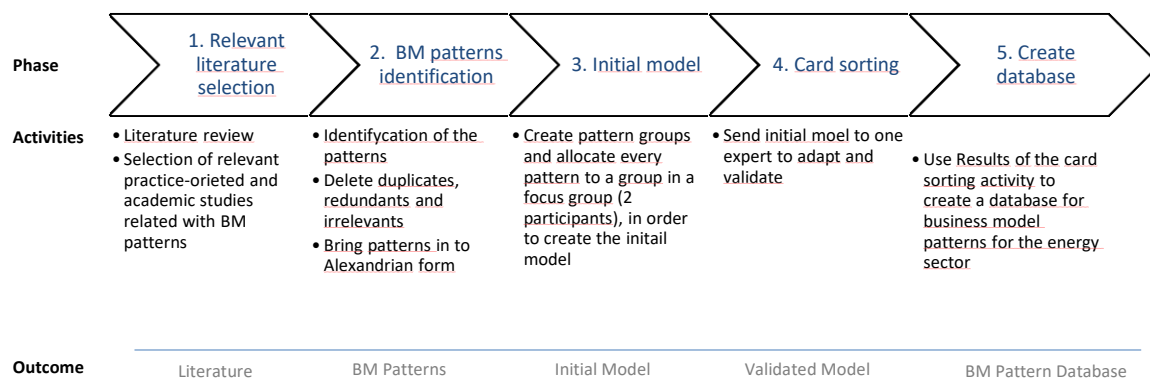 Phase
1. Relevant
literature
selection
2. BM patterns
identification
3. Initial model
4. Card sorting
5. Create
database
Activities
• Literature review
• Selection of relevant
practice-orieted and
academic studies
related with BM
patterns
• Identifycation of the
patterns
• Delete duplicates,
redundants and
irrelevants
• Bring patterns in to
Alexandrian form
• Create pattern groups
and allocate every
pattern to a group in a
focus group (2
participants), in order
to create the initail
model
• Send initial moel to one
expert to adapt and
validate
• Use Results of the card
sorting activity to
create a database for
business model
patterns for the energy
sector
Outcome
Literature
BM Patterns
Initial Model
Validated Model
BM Pattern Database